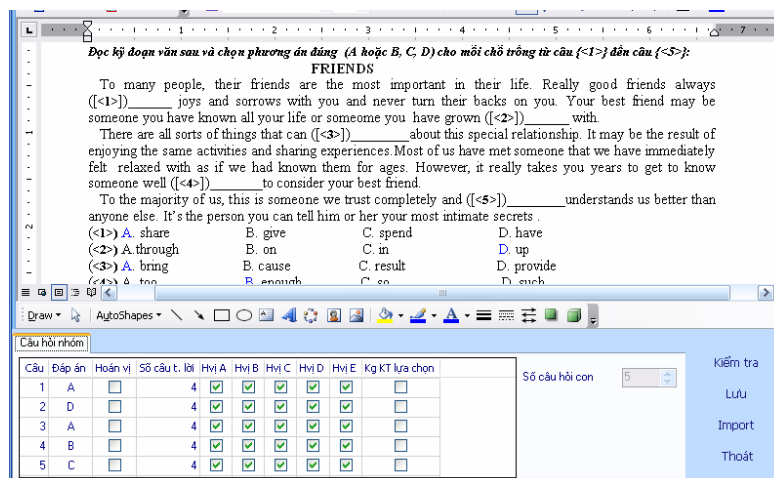 1 2 3 4 5 6 7
Đọc kỹ đoạn văn sau và chọn phương án đúng (A hoặc B, C, D) cho mỗi chỗ trống từ câu {<1>} đến câu {<5>}:
FRIENDS
To many people, their friends are the most important in their life. Really good friends always
([<1>])______ joys and sorrows with you and never turn their backs on you. Your best friend may be
someone you have known all your life or someome you have grown ([<2>])______ with.
There are all sorts of things that can ([<3>])________about this special relationship. It may be the result of
enjoying the same activities and sharing experiences.Most of us have met someone that we have immediately
felt relaxed with as if we had known them for ages. However, it really takes you years to get to know
someone well ([<4>])________to consider your best friend.
To the majority of us, this is someone we trust completely and ([<5>])________understands us better than
anyone else. It’s the person you can tell him or her your most intimate secrets .
(<1>) A. share B. give C. spend D. have
(<2>) A.through B. on C. in D. up
(<3>) A. bring B. cause C. result D. provide
(<4>) A. too B. enough C. so D. such
Draw AutoShapes
Câu hỏi nhóm
Câu Đáp án Hoán vị Số câu t. lời Hvị A Hvị B Hvị C Hvị D Hvị E Kg KT lựa chọn
1 A 4
2 D 4
3 A 4
4 B 4
5 C 4
Số câu hỏi con 5
Kiểm tra
Lưu
Import
Thoát